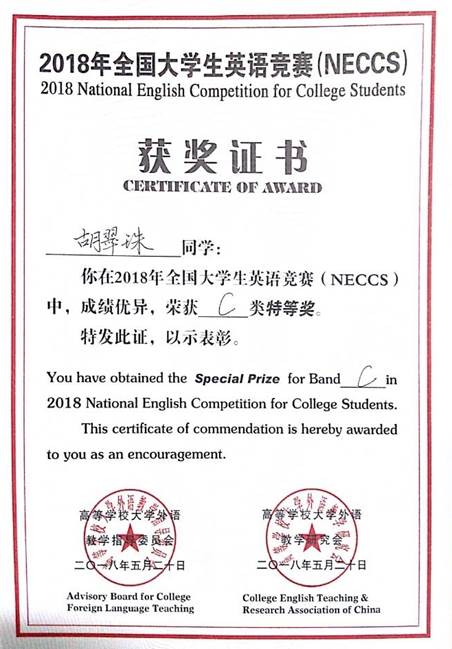 2018年全国大学生英语竞赛(NECCS)
2018 National English Competition for College Students
获奖证书
CERTIFICATE OF AWARD
胡翠珠 同学：
你在2018年全国大学生英语竞赛（NECCS）
中，成绩优异，荣获 C 类特等奖。
特发此证，以示表彰。
You have obtained the Special Prize for Band C in
2018 National English Competition for College Students.
This certificate of commendation is hereby awarded
to you as an encouragement.
高等学校大学外语
教学指导委员会
二〇一八年五月二十日
Advisory Board for College
Foreign Language Teaching
高等学校大学外语
教学研究会
二〇一八年五月二十日
College English Teaching &
Research Association of China